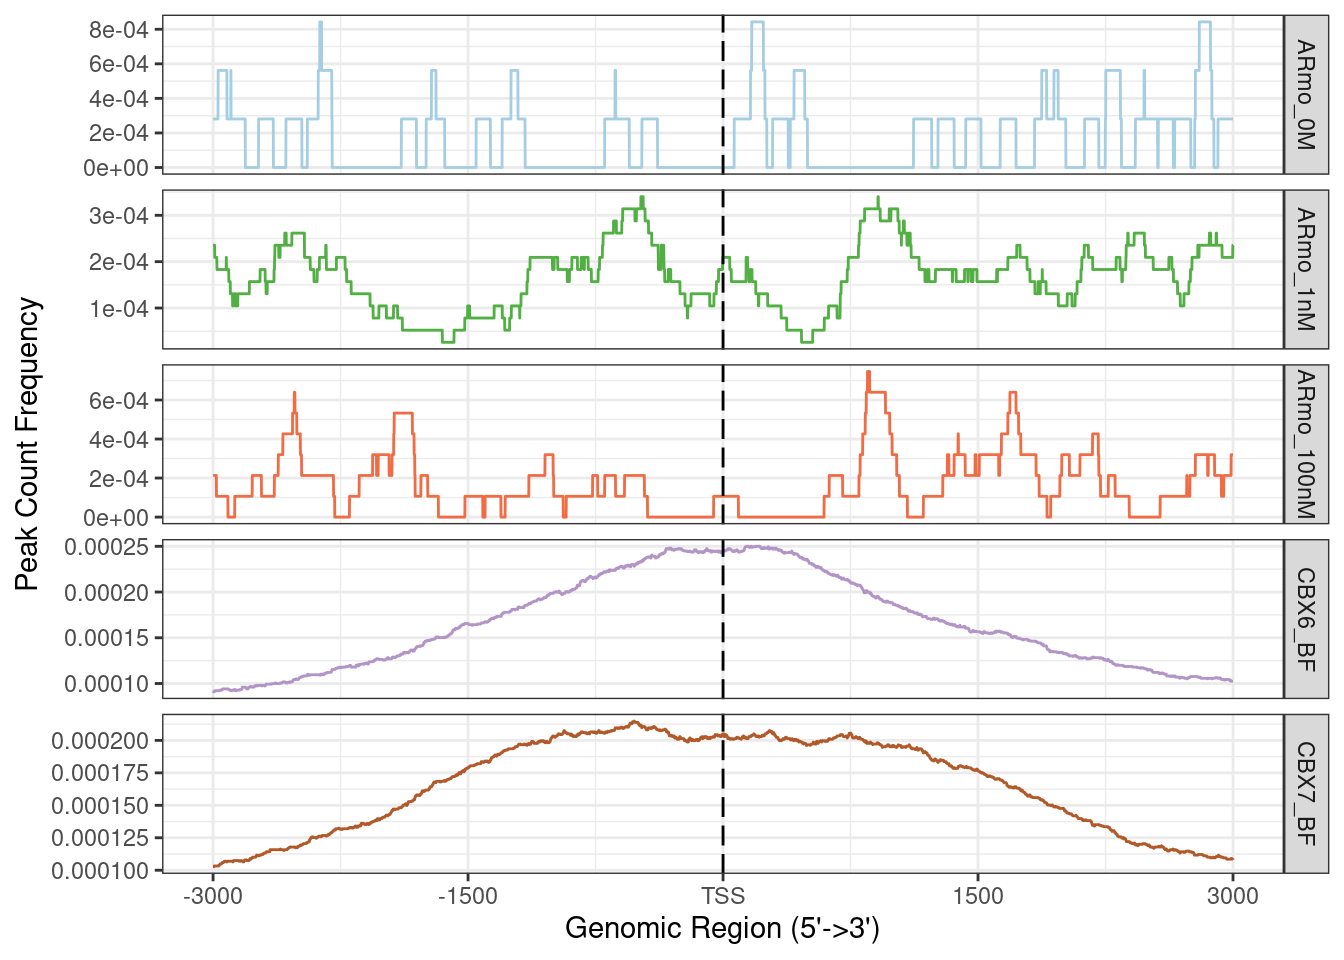 8e-04
6e-04
4e-04
2e-04
0e+00
ARmo_0M
3e-04
2e-04
1e-04
ARmo_1nM
6e-04
4e-04
2e-04
0e+00
ARmo_100nM
0.00025
0.00020
0.00015
0.00010
CBX6_BF
0.000200
0.000175
0.000150
0.000125
0.000100
CBX7_BF
Peak Count Frequency
-3000 -1500 TSS 1500 3000
Genomic Region (5'->3')